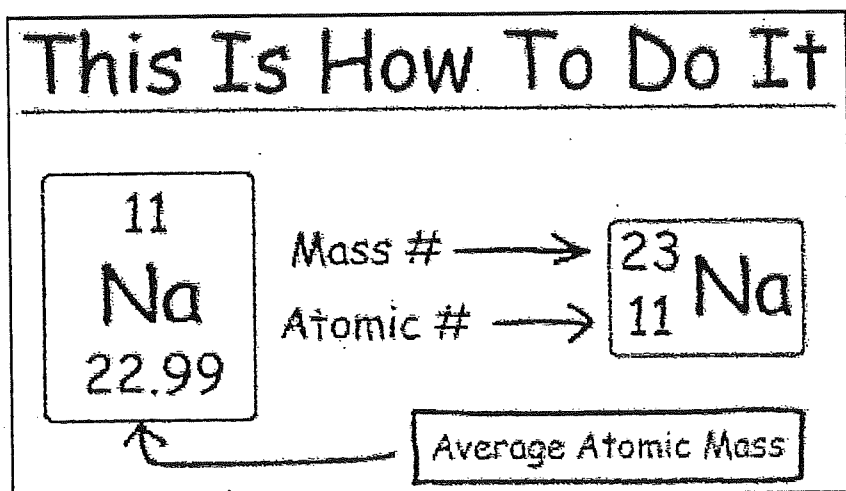 This Is How To Do It
11
Na
22.99
Mass #
Atomic #
23
11
Na
Average Atomic Mass